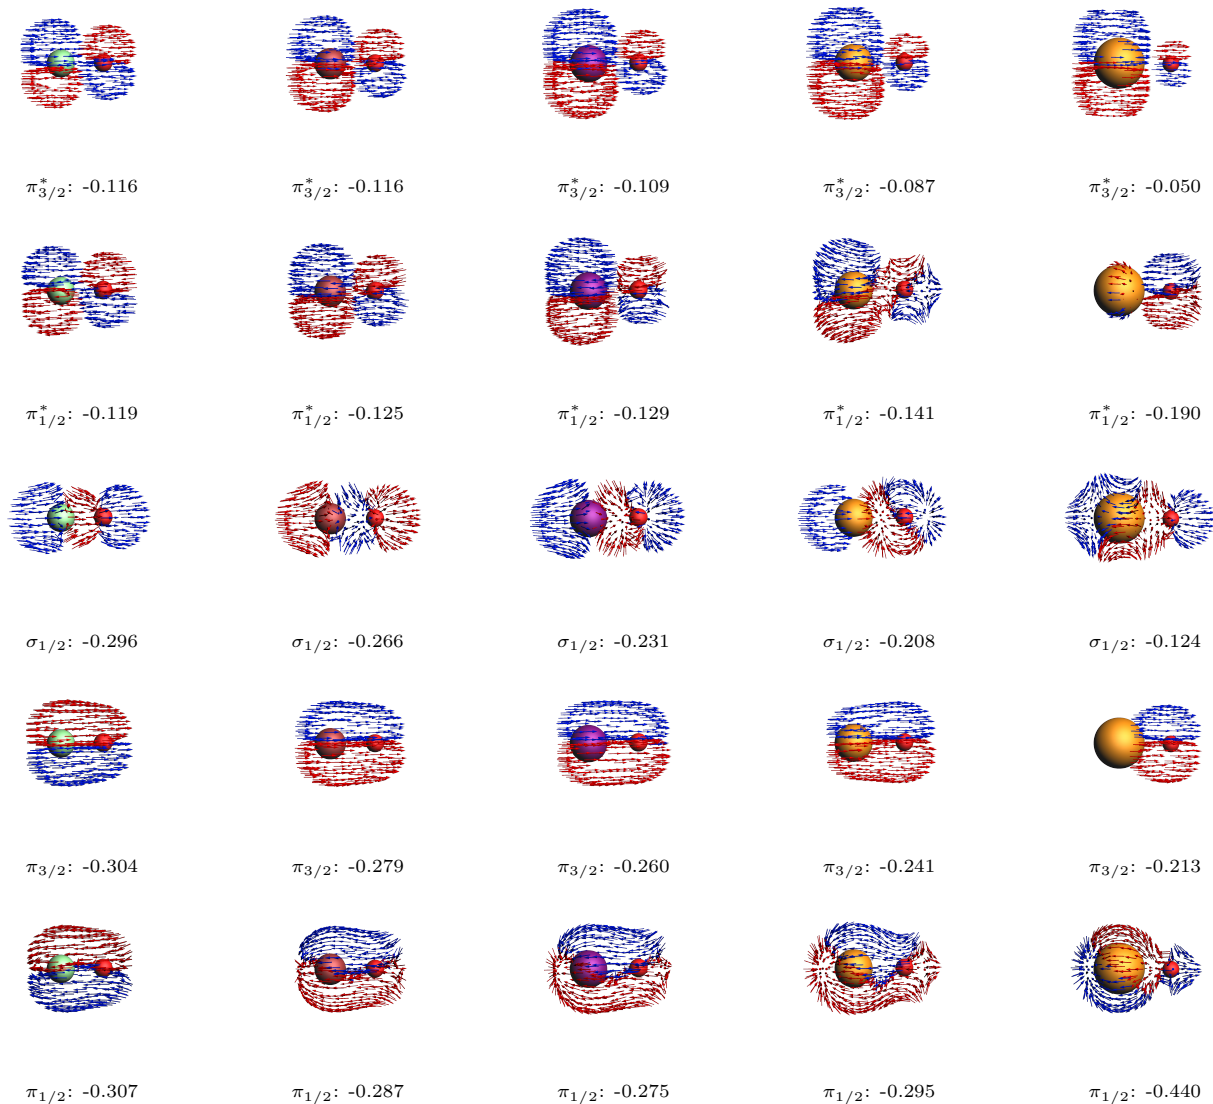 π*3/2: -0.116 π*3/2: -0.116 π*3/2: -0.109 π*3/2: -0.087 π*3/2: -0.050
π*1/2: -0.119 π*1/2: -0.125 π*1/2: -0.129 π*1/2: -0.141 π*1/2: -0.190
σ1/2: -0.296 σ1/2: -0.266 σ1/2: -0.231 σ1/2: -0.208 σ1/2: -0.124
π3/2: -0.304 π3/2: -0.279 π3/2: -0.260 π3/2: -0.241 π3/2: -0.213
π1/2: -0.307 π1/2: -0.287 π1/2: -0.275 π1/2: -0.295 π1/2: -0.440